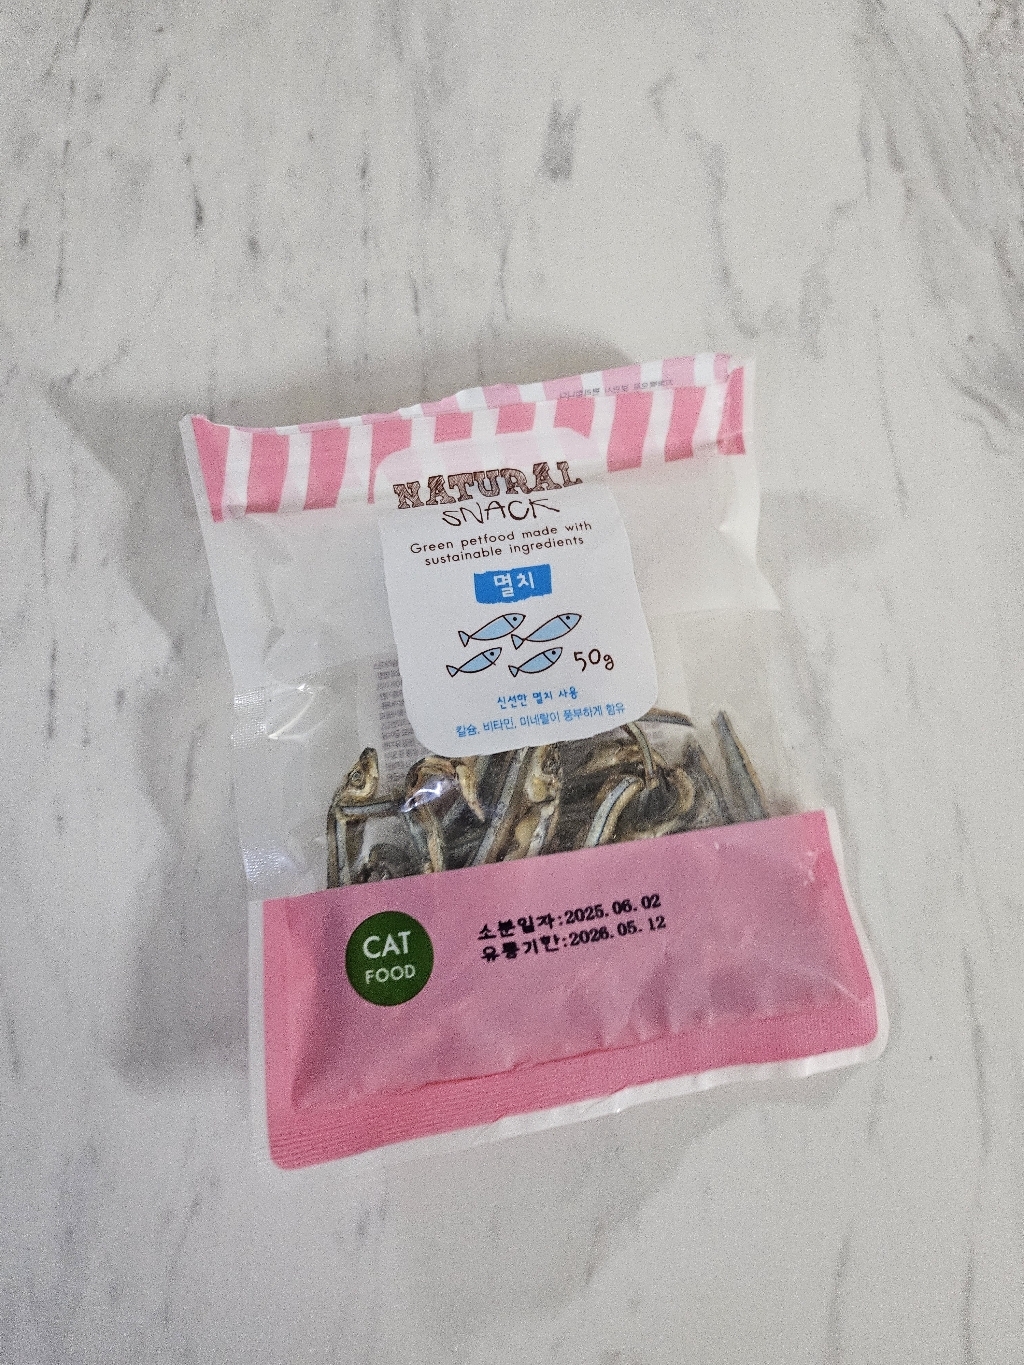 NATURAL
SNACK
Green petfood made with
sustainable ingredients
멸치
50g
신선한 멸치 사용
칼슘, 비타민, 미네랄이 풍부하게 함유
CAT
FOOD
소분일자:2025.06.02
유통기한:2026.05.12